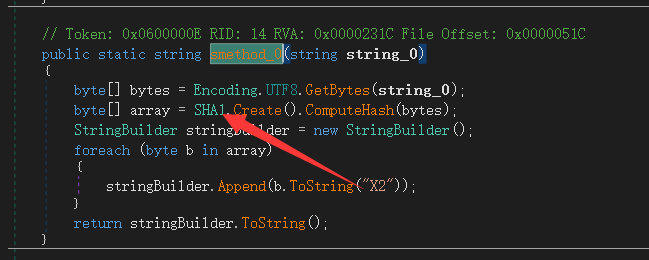 // Token: 0x0600000E RID: 14 RVA: 0x0000231C File Offset: 0x0000051C
public static string smethod_0(string string_0)
{
byte[] bytes = Encoding.UTF8.GetBytes(string_0);
byte[] array = SHA1.Create().ComputeHash(bytes);
StringBuilder stringBuilder = new StringBuilder();
foreach (byte b in array)
{
stringBuilder.Append(b.ToString("X2"));
}
return stringBuilder.ToString();
}